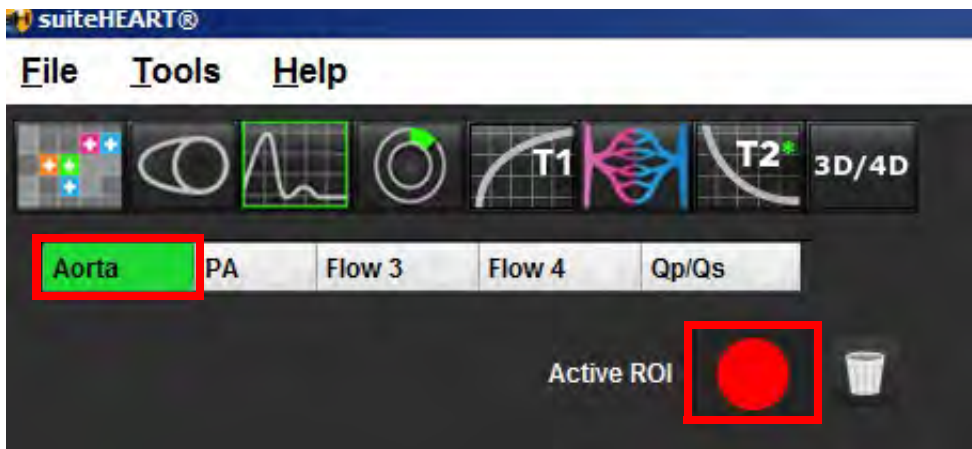 suiteHEART®
File Tools Help
T1 T2* 3D/4D
Aorta PA Flow 3 Flow 4 Qp/Qs
Active ROI